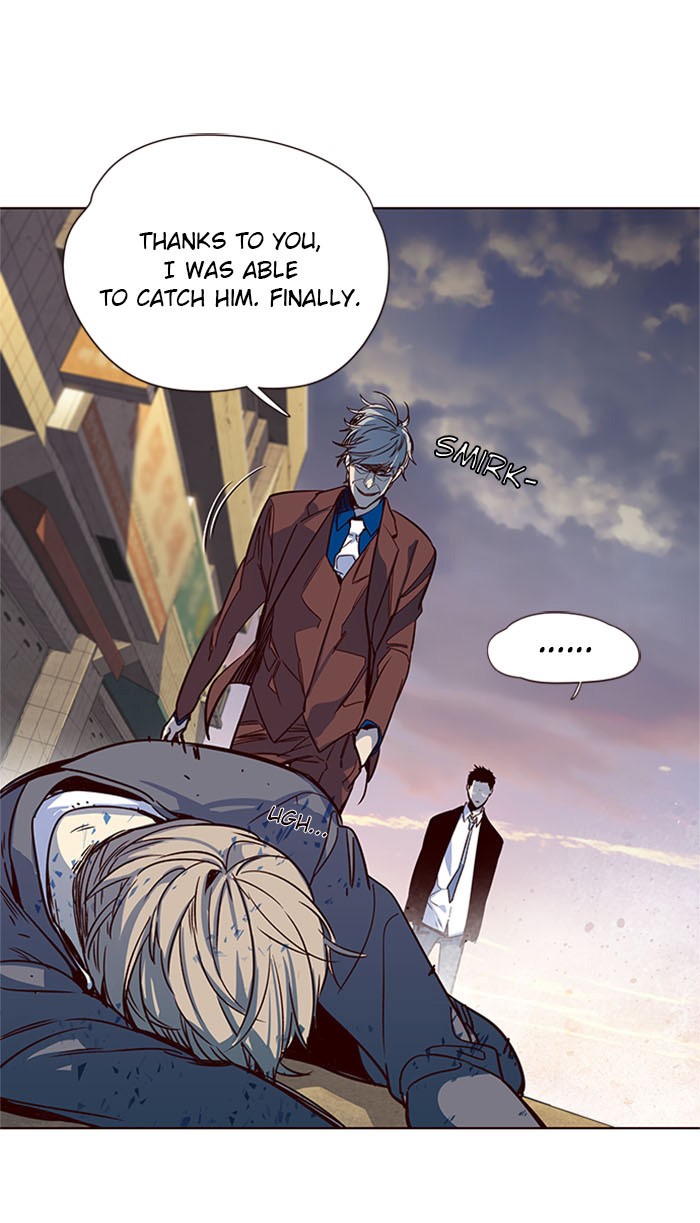 THANKS TO YOU,
I WAS ABLE
TO CATCH HIM. FINALLY.
SMIRK-
......
UGH...